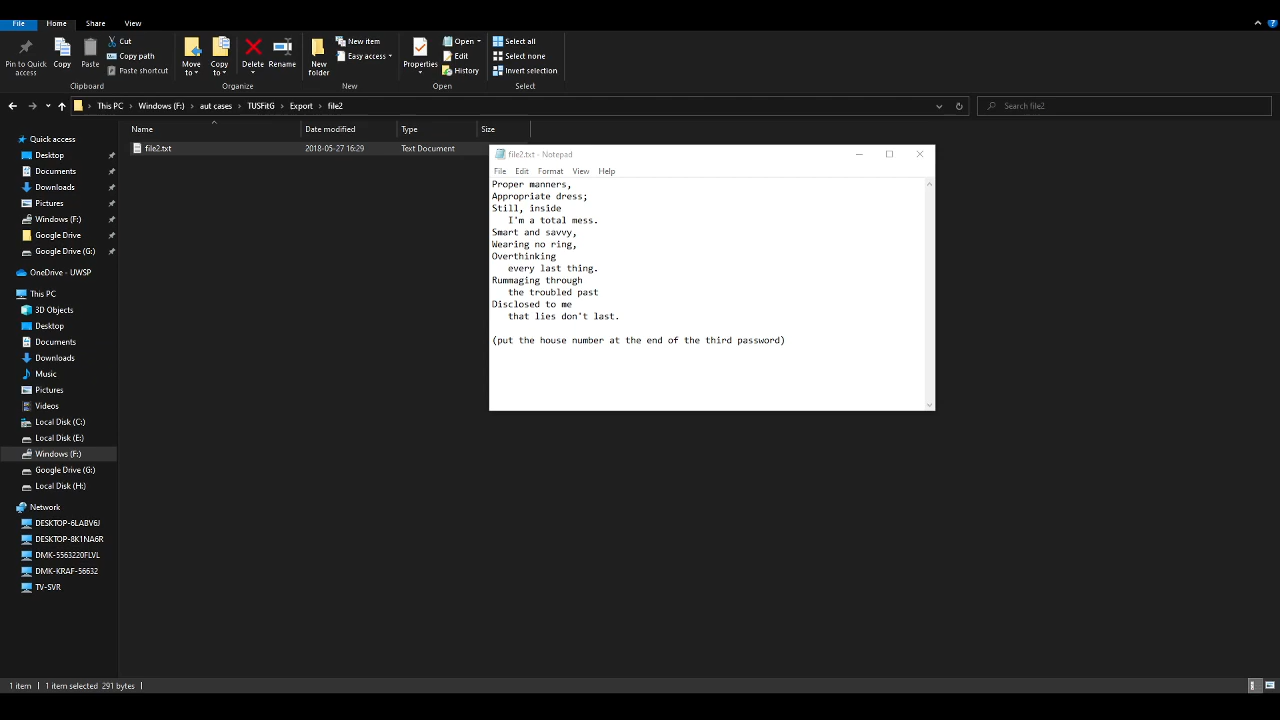 File Home Share View
Pin to Quick access
Copy
Paste
Cut
Copy path
Paste shortcut
Clipboard
Move to
Copy to
Delete
Rename
Organize
New folder
New item
Easy access
New
Properties
Open
Edit
History
Open
Select all
Select none
Invert selection
Select
This PC Windows (F:) aut cases TUSFitG Export file2
Search file2
Name Date modified Type Size
file2.txt 2018-05-27 16:29 Text Document
Quick access
Desktop
Documents
Downloads
Pictures
Windows (F:)
Google Drive
Google Drive (G:)
OneDrive - UWSP
This PC
3D Objects
Desktop
Documents
Downloads
Music
Pictures
Videos
Local Disk (C:)
Local Disk (E:)
Windows (F:)
Google Drive (G:)
Local Disk (H:)
Network
DESKTOP-6LABV6J
DESKTOP-8K1NA6R
DMK-5563220FLVL
DMK-KRAF-56632
TV-SVR
file2.txt - Notepad
File Edit Format View Help
Proper manners,
Appropriate dress;
Still, inside
I'm a total mess.
Smart and savvy,
Wearing no ring,
Overthinking
every last thing.
Rummaging through
the troubled past
Disclosed to me
that lies don't last.
(put the house number at the end of the third password)
1 item 1 item selected 291 bytes